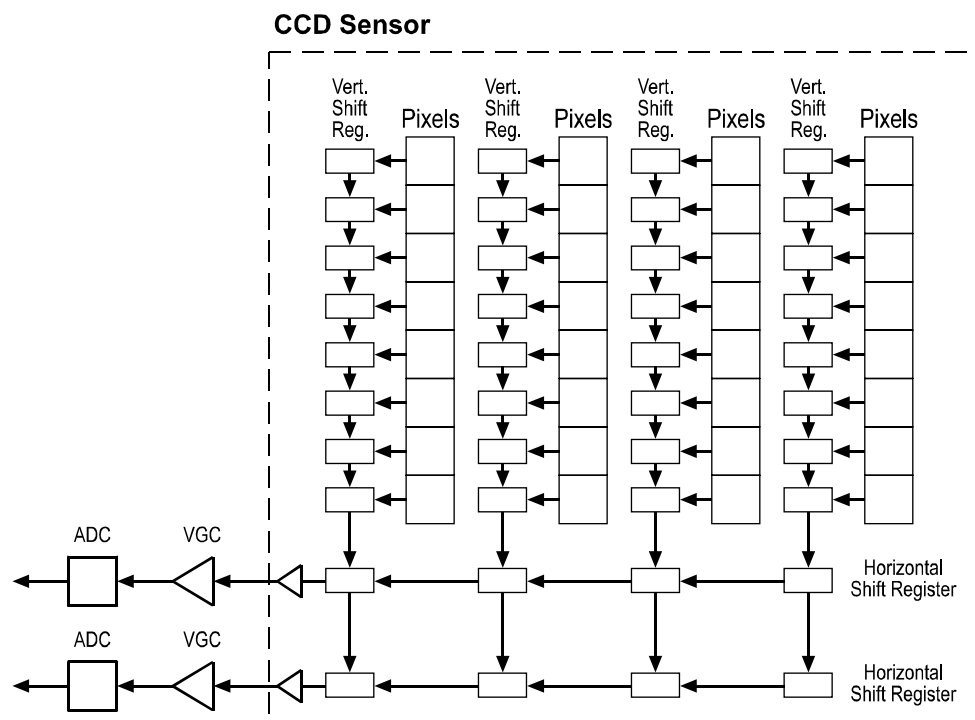 CCD Sensor
Vert.
Shift
Reg.
Pixels
Vert.
Shift
Reg.
Pixels
Vert.
Shift
Reg.
Pixels
Vert.
Shift
Reg.
Pixels
ADC
VGC
Horizontal
Shift Register
ADC
VGC
Horizontal
Shift Register